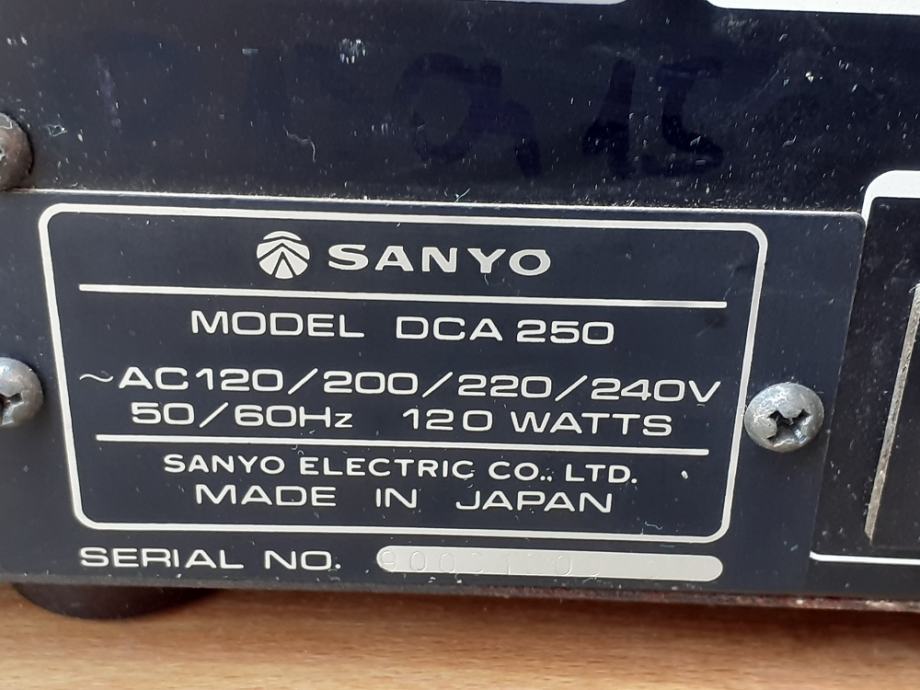 SANYO
MODEL DCA 250
~AC120/200/220/240V
50/60Hz 120 WATTS
SANYO ELECTRIC CO., LTD.
MADE IN JAPAN
SERIAL NO.